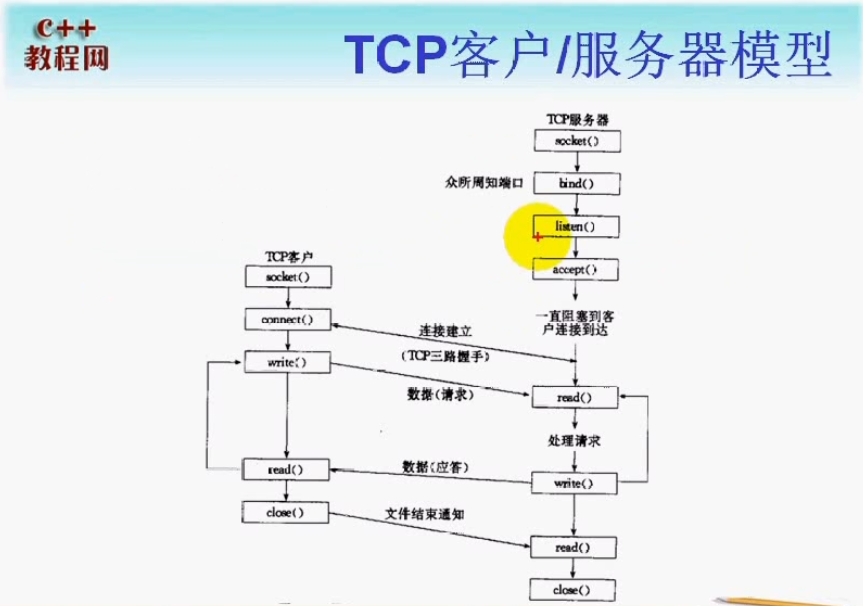 C++
教程网
TCP客户/服务器模型
TCP服务器
socket()
众所周知端口
bind()
listen()
accept()
一直阻塞到客
户连接到达
TCP客户
socket()
connect()
连接建立
(TCP三路握手)
write()
数据(请求)
read()
处理请求
read()
数据(应答)
write()
close()
文件结束通知
read()
close()